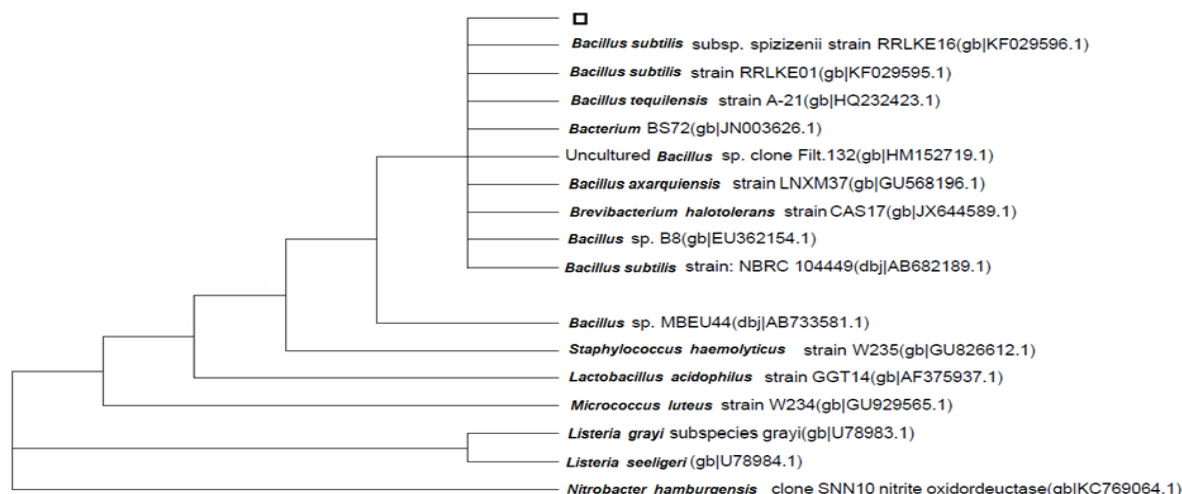 Bacillus subtilis subsp. spizizenii strain RRLKE16(gb|KF029596.1)
Bacillus subtilis strain RRLKE01(gb|KF029595.1)
Bacillus tequilensis strain A-21(gb|HQ232423.1)
Bacterium BS72(gb|JN003626.1)
Uncultured Bacillus sp. clone Filt.132(gb|HM152719.1)
Bacillus axarquiensis strain LNXM37(gb|GU568196.1)
Brevibacterium halotolerans strain CAS17(gb|JX644589.1)
Bacillus sp. B8(gb|EU362154.1)
Bacillus subtilis strain: NBRC 104449(dbj|AB682189.1)
Bacillus sp. MBEU44(dbj|AB733581.1)
Staphylococcus haemolyticus strain W235(gb|GU826612.1)
Lactobacillus acidophilus strain GGT14(gb|AF375937.1)
Micrococcus luteus strain W234(gb|GU929565.1)
Listeria grayi subspecies grayi(gb|U78983.1)
Listeria seeligeri (gb|U78984.1)
Nitrobacter hamburgensis clone SNN10 nitrite oxidordeuctase(gb|KC769064.1)